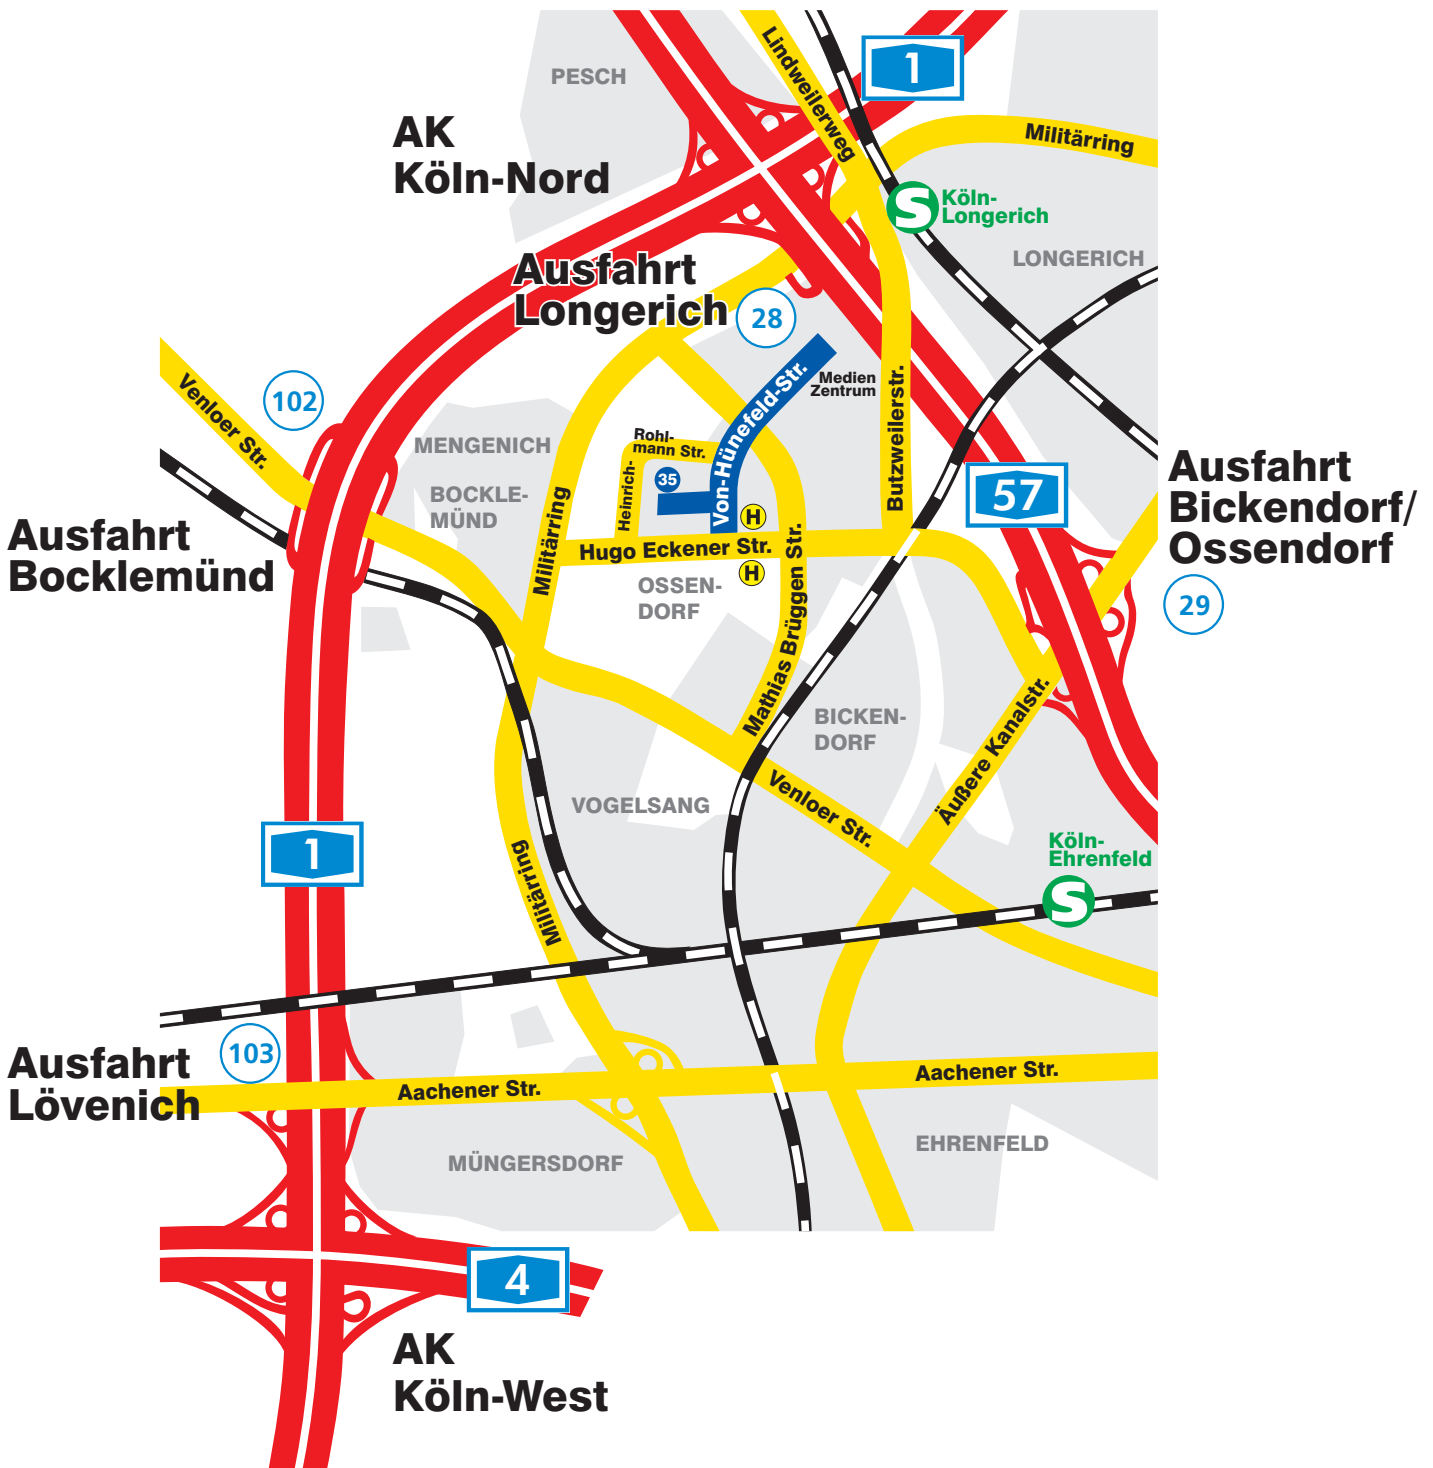 PESCH
AK
Köln-Nord
Lindweilerweg
1
Militärring
Köln-
Longerich
LONGERICH
Ausfahrt
Longerich
28
Venloer Str.
102
MENGENICH
BOCKLE-
MÜND
Rohl-
mann Str.
Heinrich-
35
Von-Hünefeld-Str.
Medien
Zentrum
Butzweilerstr.
57
Ausfahrt
Bickendorf/
Ossendorf
29
Ausfahrt
Bocklemünd
Militärring
H
Hugo Eckener Str.
H
OSSEN-
DORF
Mathias Brüggen Str.
BICKEN-
DORF
Äußere Kanalstr.
VOGELSANG
Venloer Str.
Köln-
Ehrenfeld
S
S
1
Militärring
Ausfahrt
Lövenich
103
Aachener Str.
Aachener Str.
MÜNGERSDORF
EHRENFELD
4
AK
Köln-West